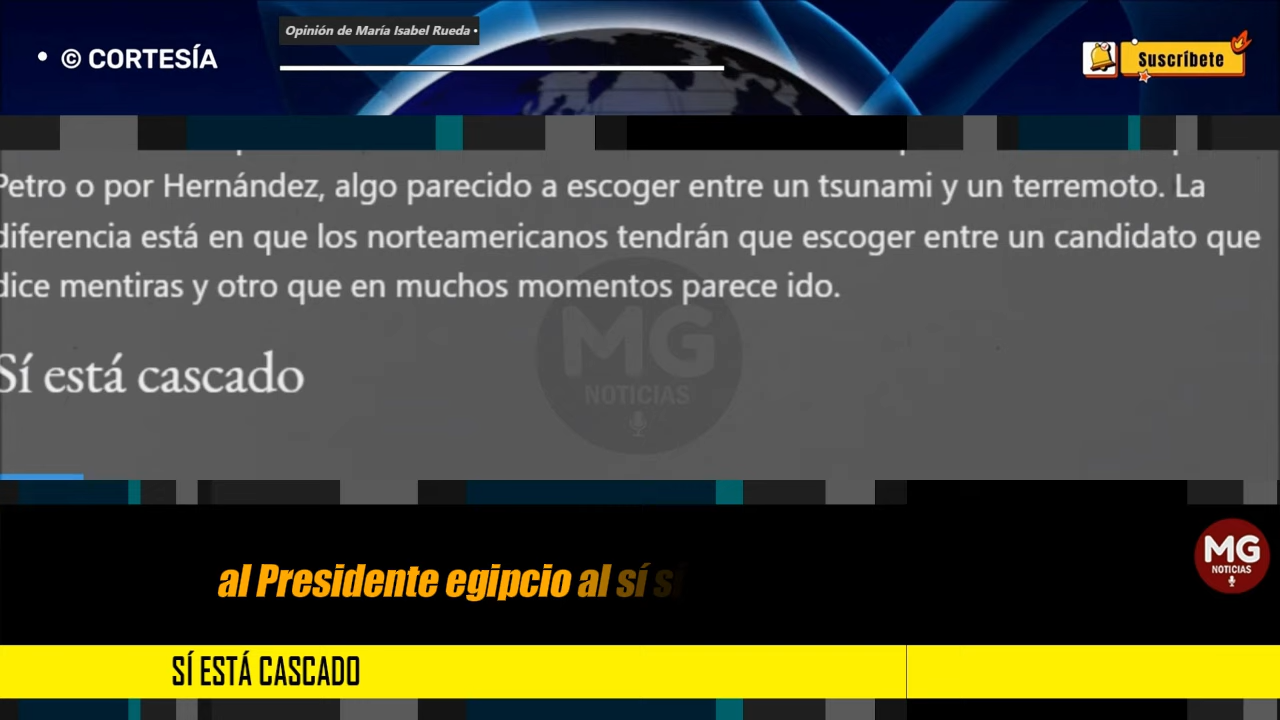 Opinión de María Isabel Rueda •
• © CORTESÍA
Suscríbete
Petro o por Hernández, algo parecido a escoger entre un tsunami y un terremoto. La
diferencia está en que los norteamericanos tendrán que escoger entre un candidato que
dice mentiras y otro que en muchos momentos parece ido.
MG
NOTICIAS
Sí está cascado
al Presidente egipcio al sí sí
MG
NOTICIAS
SÍ ESTÁ CASCADO